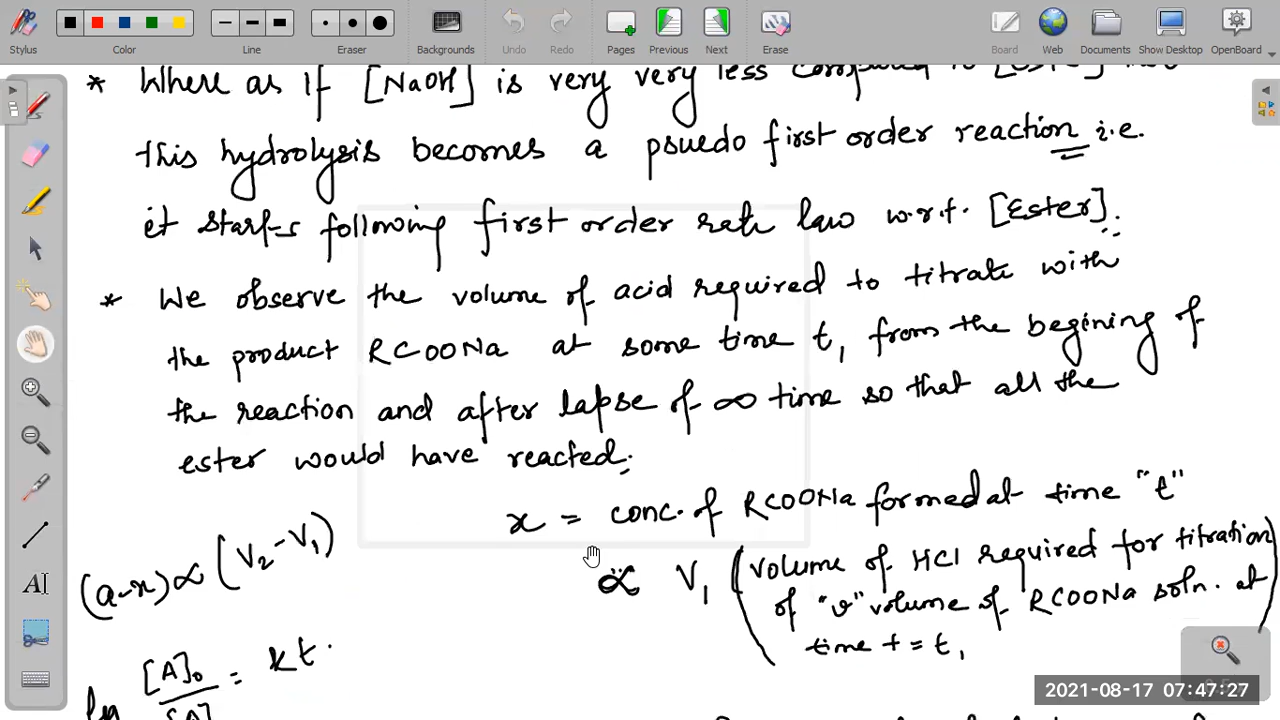 Stylus
Color
Line
Eraser
Backgrounds
Undo
Redo
Pages
Previous
Next
Erase
Board
Web
Documents
Show Desktop
OpenBoard
* Where as if [NaOH] is very very less compared to
this hydrolysis becomes a psuedo first order reaction i.e.
it starts following first order rate law w.r.t. [Ester].
* We observe the volume of acid required to titrate with
the product RCOONa at some time t, from the begining of
the reaction and after lapse of ∞ time so that all the
ester would have reacted.
x = conc. of RCOONa formed at time "t"
(a-x) ∝ (V₂-V₁)
∝ V₁ (volume of HCl required for titration
of "v" volume of RCOONa soln. at
time t = t₁
[A]₀ = kt.
2021-08-17 07:47:27